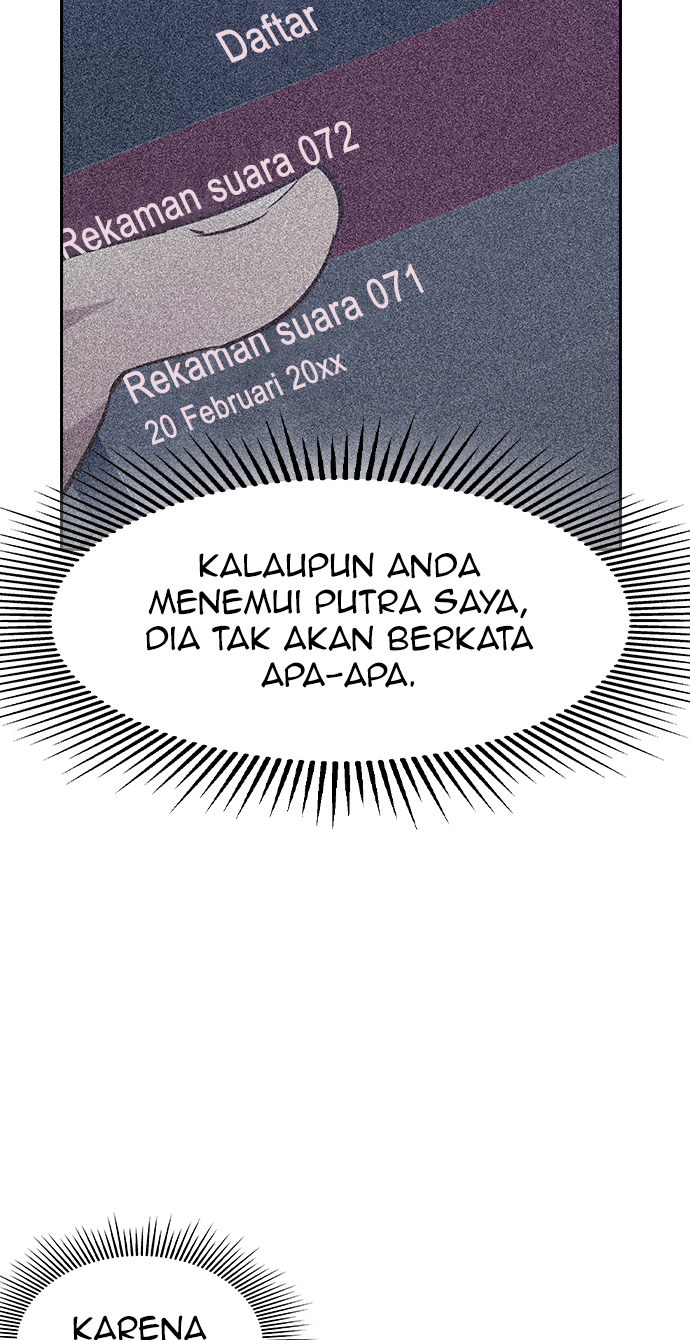 Daftar
Rekaman suara 072
Rekaman suara 071
20 Februari 20xx
KALAUPUN ANDA
MENEMUI PUTRA SAYA,
DIA TAK AKAN BERKATA
APA-APA.
KARENA